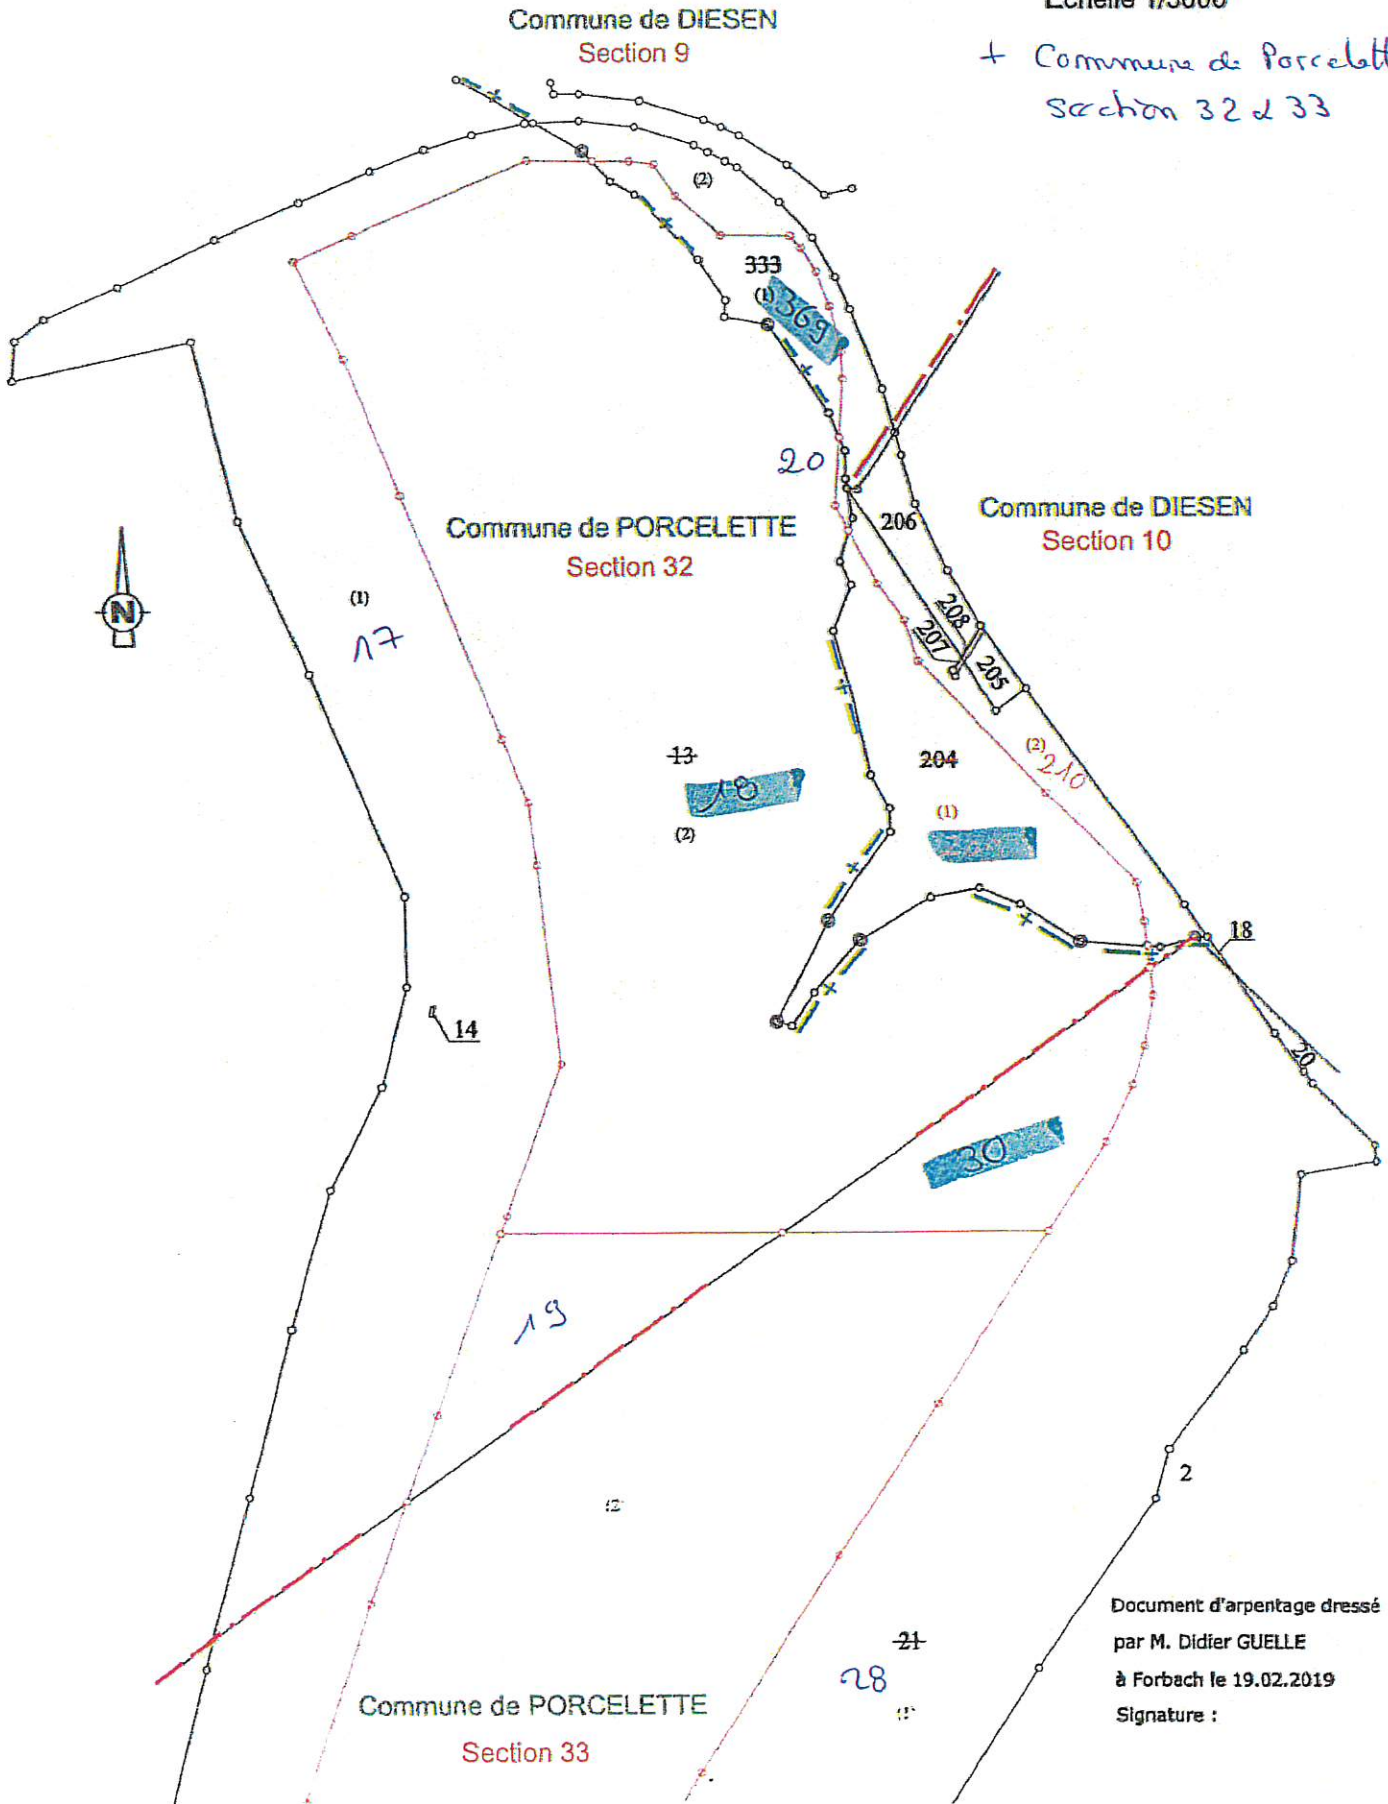 Commune de DIESEN
Section 9
+ Commune de Porcelett
section 32 & 33
(2)
333
(1)
369
20
Commune de PORCELETTE
Section 32
Commune de DIESEN
Section 10
206
208
207
205
(1)
17
N
13
18
(2)
204
(1)
(2)
210
18
20
14
30
19
(2)
2
21
28
Commune de PORCELETTE
Section 33
Document d'arpentage dressé
par M. Didier GUELLE
à Forbach le 19.02.2019
Signature :